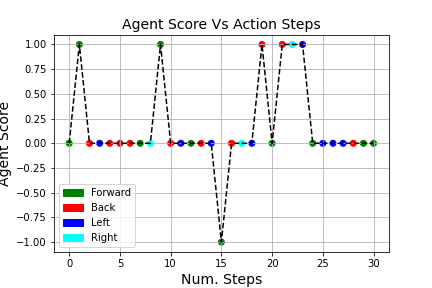 Agent Score Vs Action Steps
Agent Score
1.00
0.75
0.50
0.25
0.00
−0.25
−0.50
−0.75
−1.00
Forward
Back
Left
Right
0 5 10 15 20 25 30
Num. Steps